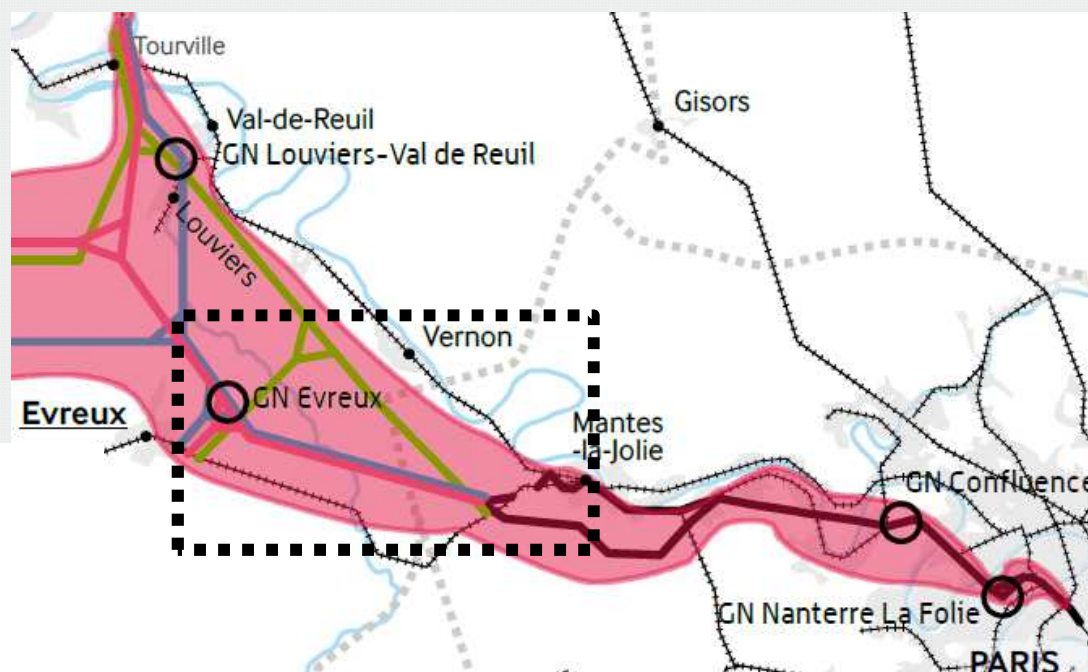 Tourville
Gisors
Val-de-Reuil
GN Louviers-Val de Reuil
Louviers
Vernon
GN Evreux
Evreux
Mantes
-la-Jolie
GN Confluence
GN Nanterre La Folie
PARIS